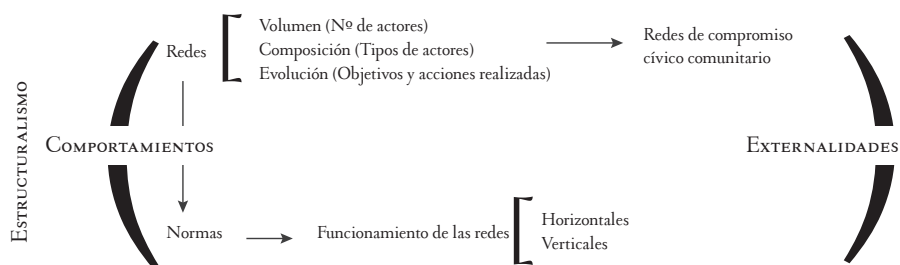 Estructuralismo
Comportamientos
Redes
Volumen (Nº de actores)
Composición (Tipos de actores)
Evolución (Objetivos y acciones realizadas)
Redes de compromiso
cívico comunitario
Normas
Funcionamiento de las redes
Horizontales
Verticales
Externalidades